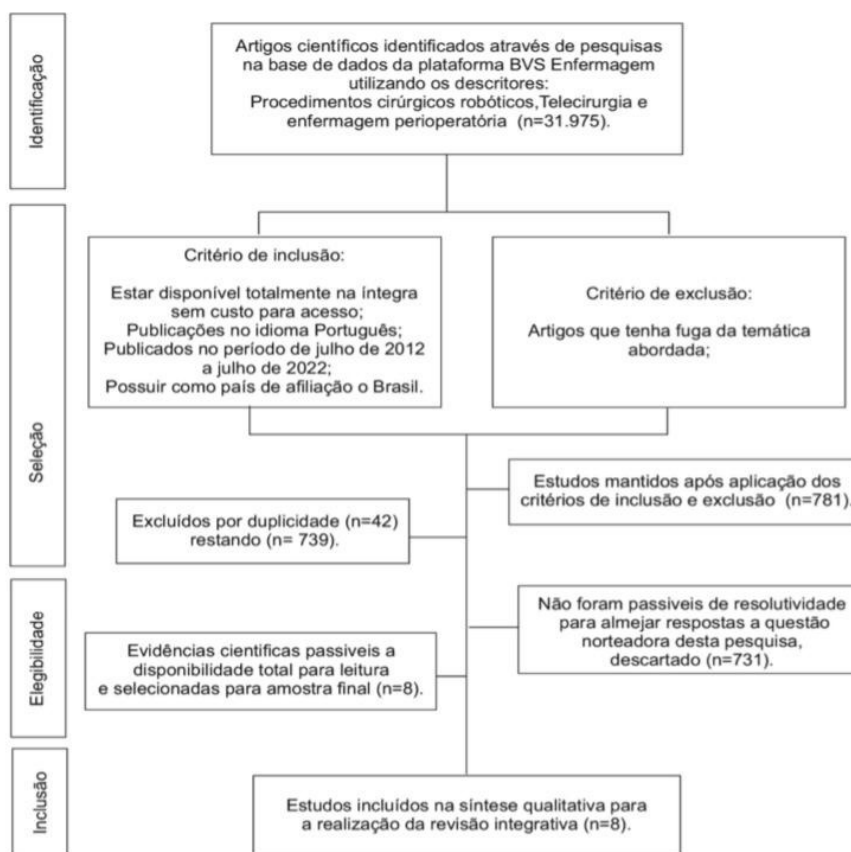 Identificação
Artigos científicos identificados através de pesquisas
na base de dados da plataforma BVS Enfermagem
utilizando os descritores:
Procedimentos cirúrgicos robóticos,Telecirurgia e
enfermagem perioperatória (n=31.975).
Seleção
Critério de inclusão:
Estar disponível totalmente na íntegra
sem custo para acesso;
Publicações no idioma Português;
Publicados no período de julho de 2012
a julho de 2022;
Possuir como país de afiliação o Brasil.
Critério de exclusão:
Artigos que tenha fuga da temática
abordada;
Estudos mantidos após aplicação dos
critérios de inclusão e exclusão (n=781).
Excluídos por duplicidade (n=42)
restando (n= 739).
Elegibilidade
Não foram passiveis de resolutividade
para almejar respostas a questão
norteadora desta pesquisa,
descartado (n=731).
Evidências cientificas passiveis a
disponibilidade total para leitura
e selecionadas para amostra final (n=8).
Inclusão
Estudos incluídos na síntese qualitativa para
a realização da revisão integrativa (n=8).